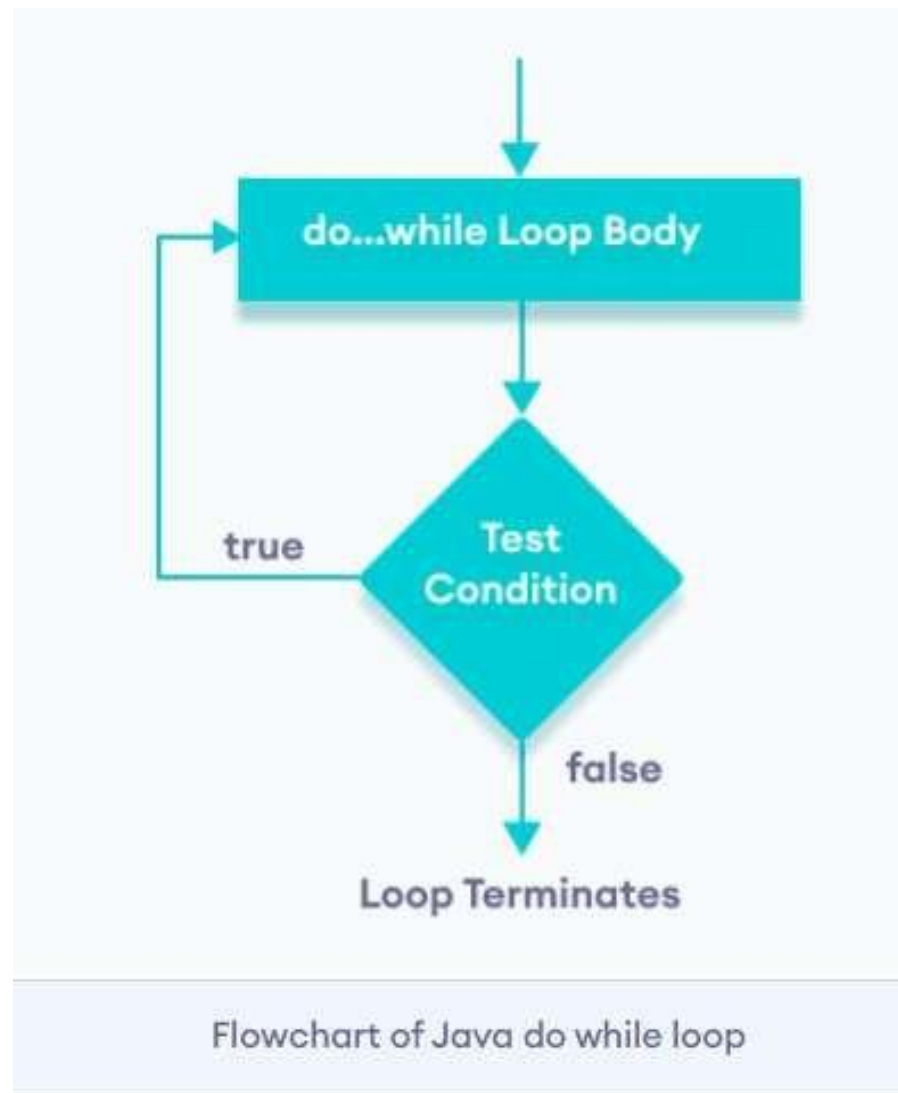 do...while Loop Body
true
Test
Condition
false
Loop Terminates
Flowchart of Java do while loop